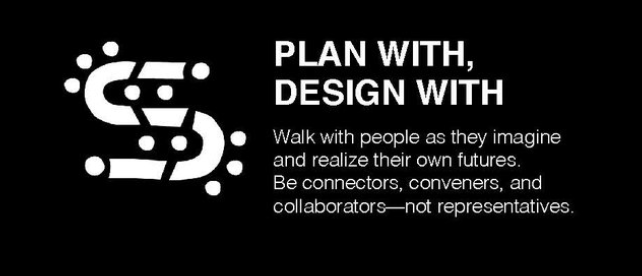 PLAN WITH,
DESIGN WITH
Walk with people as they imagine
and realize their own futures.
Be connectors, conveners, and
collaborators—not representatives.